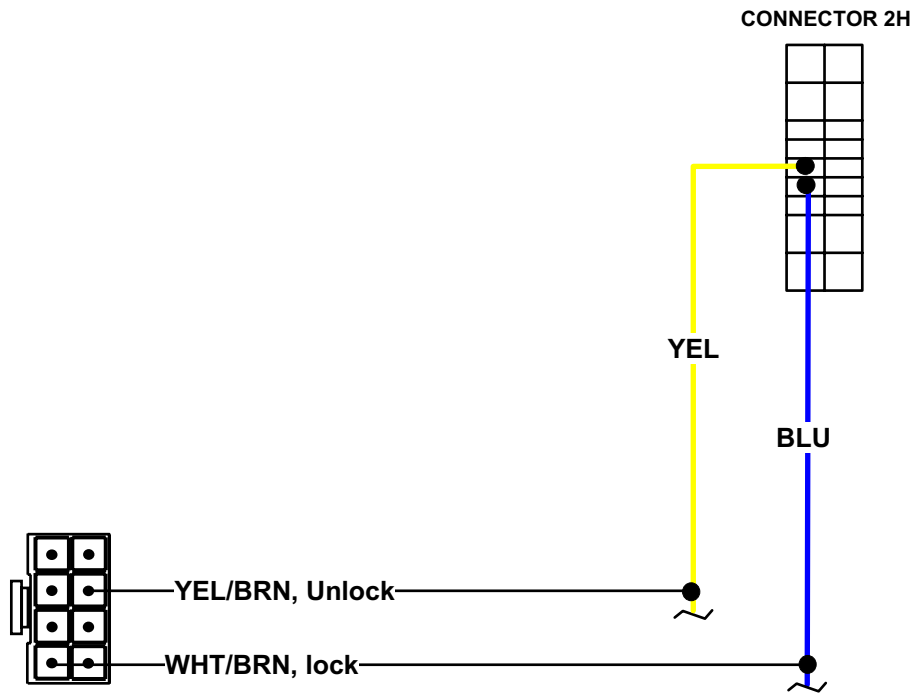 CONNECTOR 2H
YEL
BLU
YEL/BRN, Unlock
WHT/BRN, lock